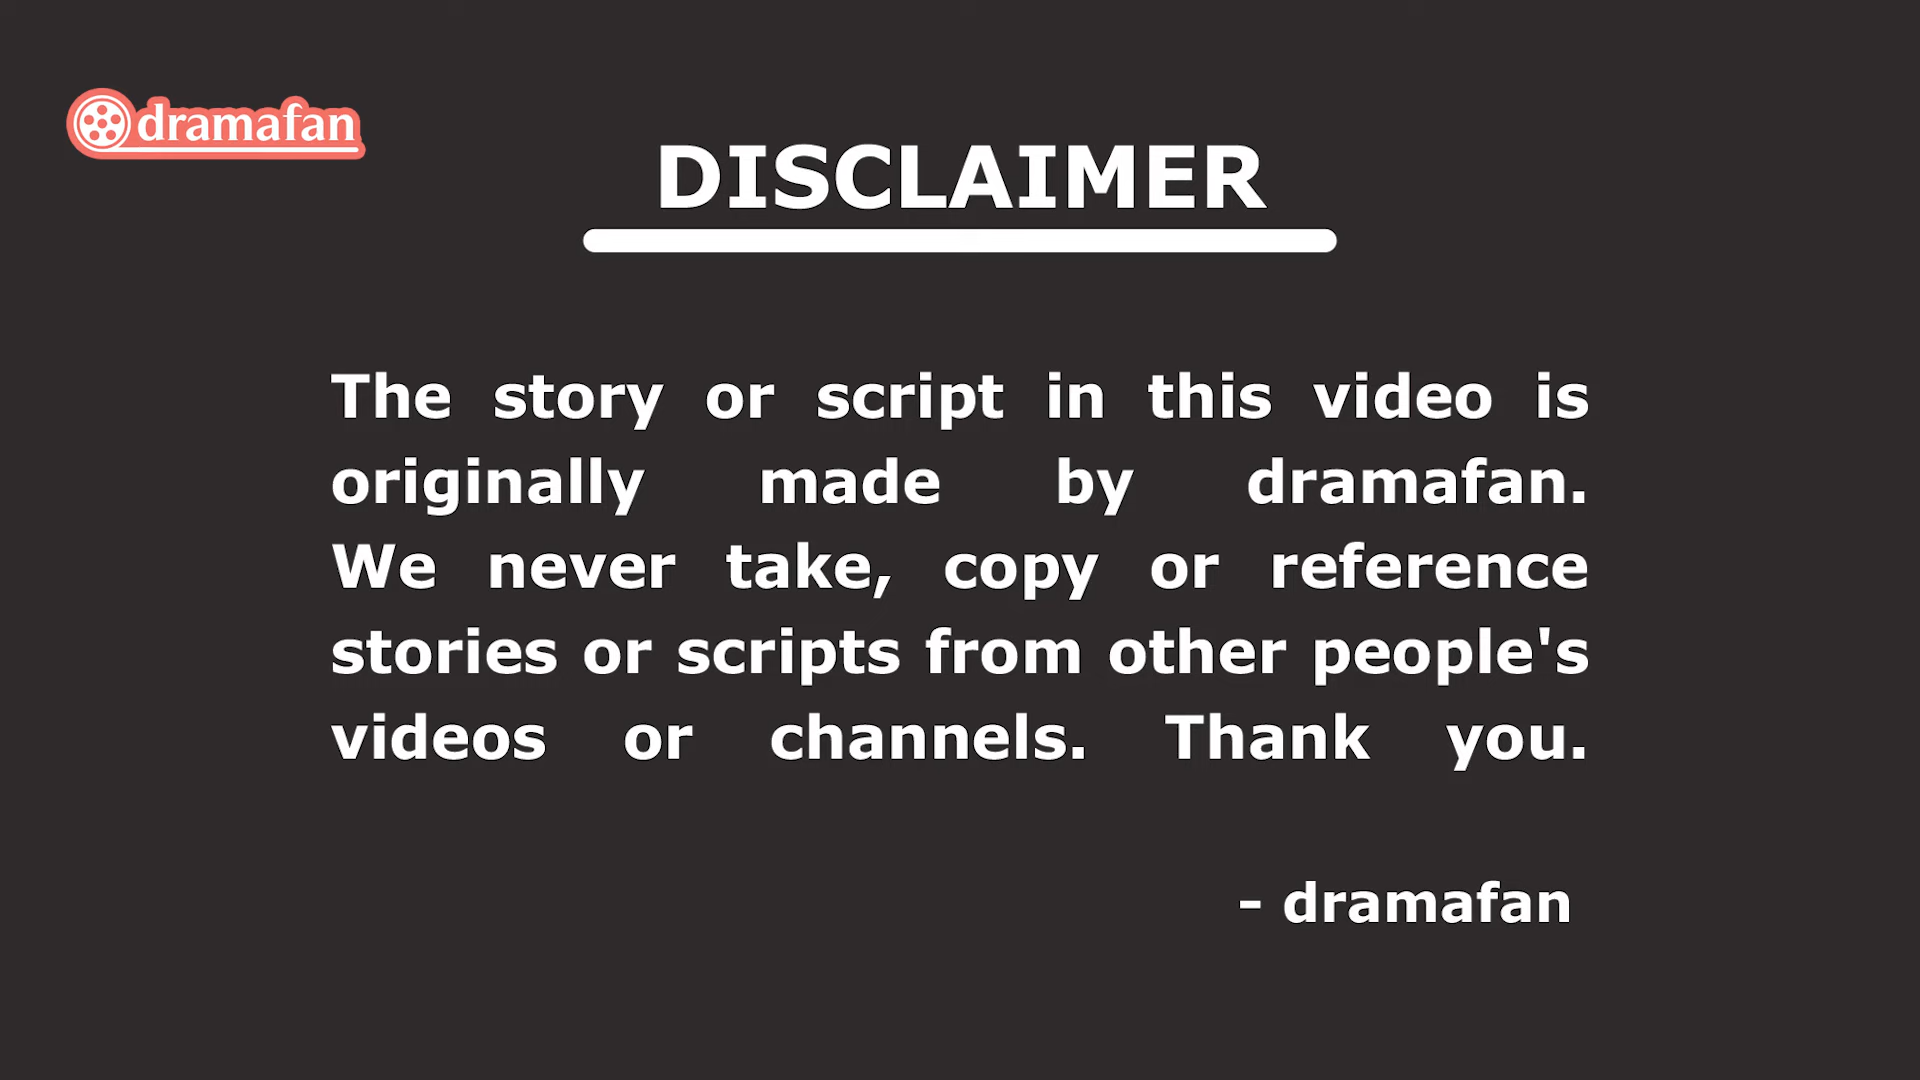 dramafan
DISCLAIMER
The story or script in this video is
originally made by dramafan.
We never take, copy or reference
stories or scripts from other people's
videos or channels. Thank you.
- dramafan